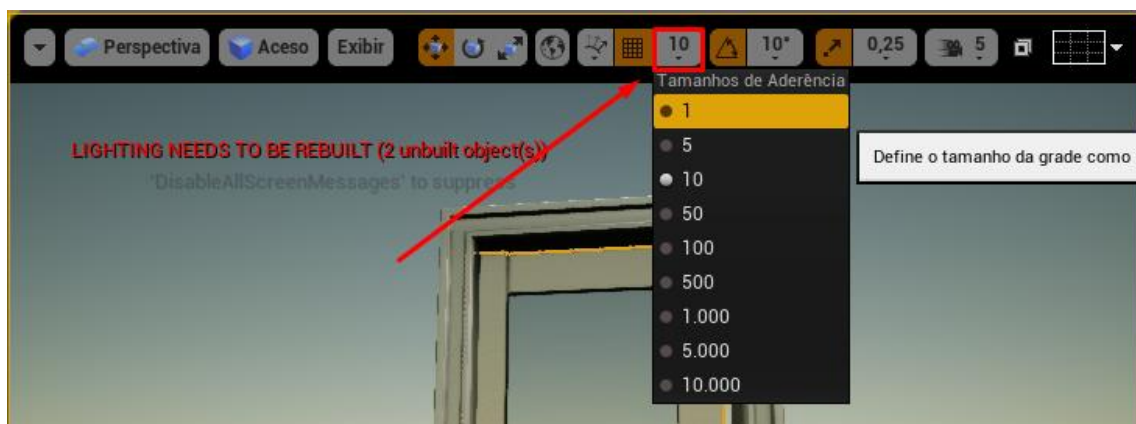 Perspectiva Aceso Exibir 10 10° 0,25 5
Tamanhos de Aderência
1
LIGHTING NEEDS TO BE REBUILT (2 unbuilt object(s))
'DisableAllScreenMessages' to suppress
5
Define o tamanho da grade como
10
50
100
500
1.000
5.000
10.000